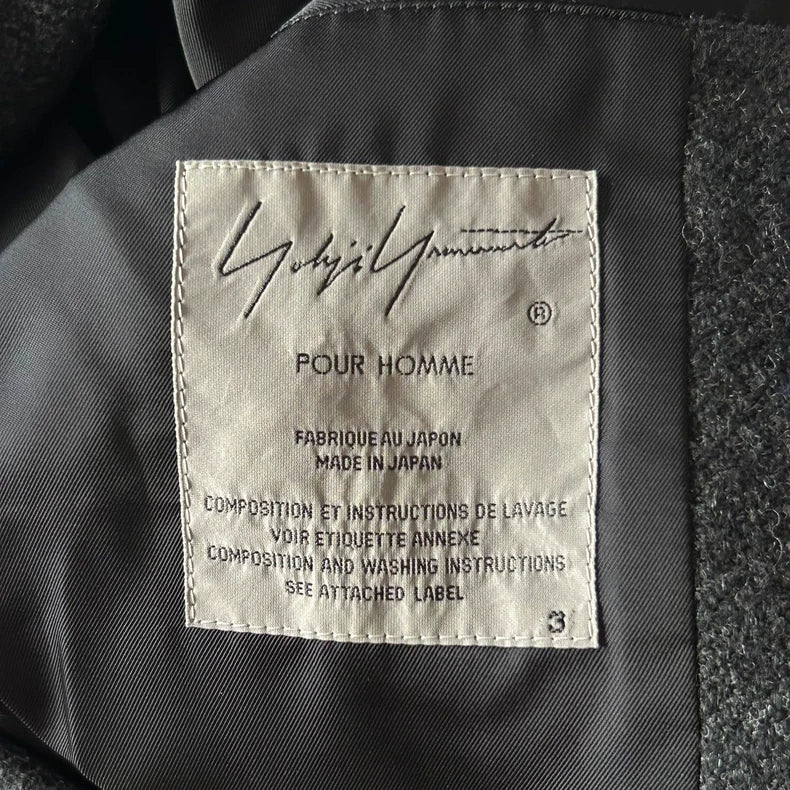 Yohji Yamamoto
®
POUR HOMME
FABRIQUE AU JAPON
MADE IN JAPAN
COMPOSITION ET INSTRUCTIONS DE LAVAGE
VOIR ETIQUETTE ANNEXE
COMPOSITION AND WASHING INSTRUCTIONS
SEE ATTACHED LABEL
3